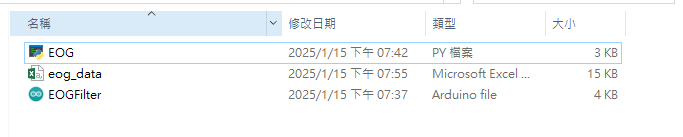 名稱 修改日期 類型 大小
EOG 2025/1/15 下午 07:42 PY 檔案 3 KB
eog_data 2025/1/15 下午 07:55 Microsoft Excel ... 15 KB
EOGFilter 2025/1/15 下午 07:37 Arduino file 4 KB